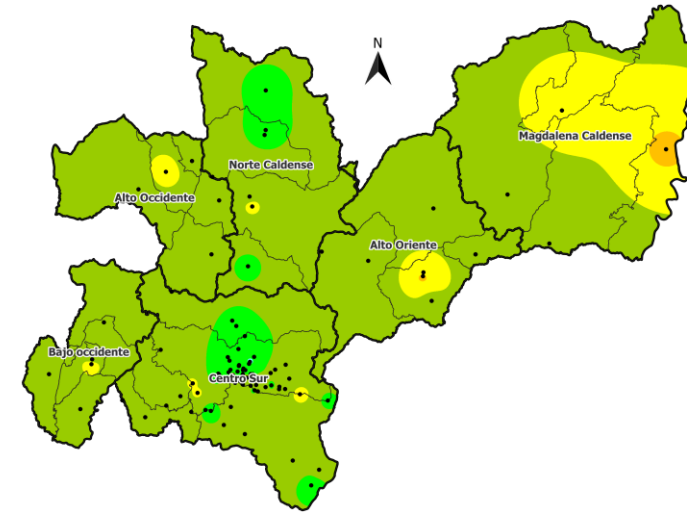 N
Magdalena Caldense
Norte Caldense
Alto Occidente
Alto Oriente
Bajo occidente
Centro Sur